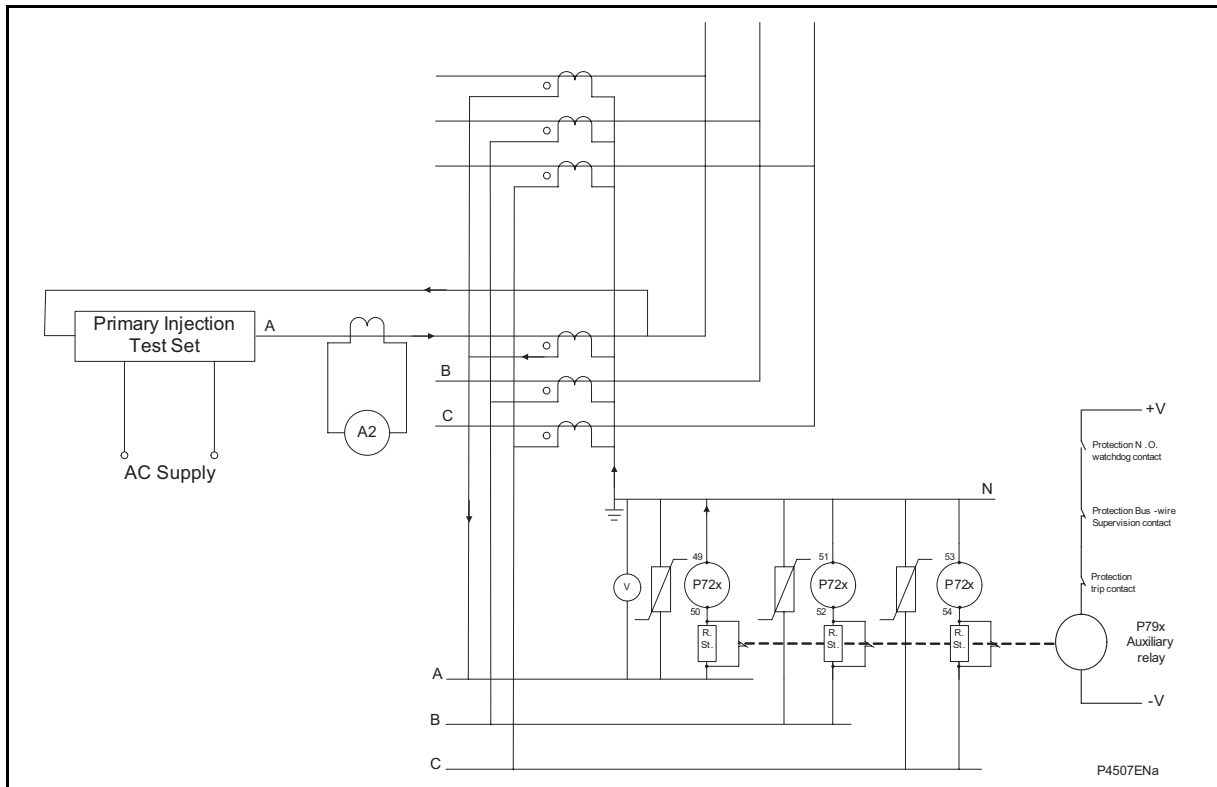 Primary Injection
Test Set
A
B
C
A2
AC Supply
N
V
49
P72x
50
R.
St.
51
P72x
52
R.
St.
53
P72x
54
R.
St.
A
B
C
+V
Protection N .O.
watchdog contact
Protection Bus -wire
Supervision contact
Protection
trip contact
P79x
Auxiliary
relay
-V
P4507ENa